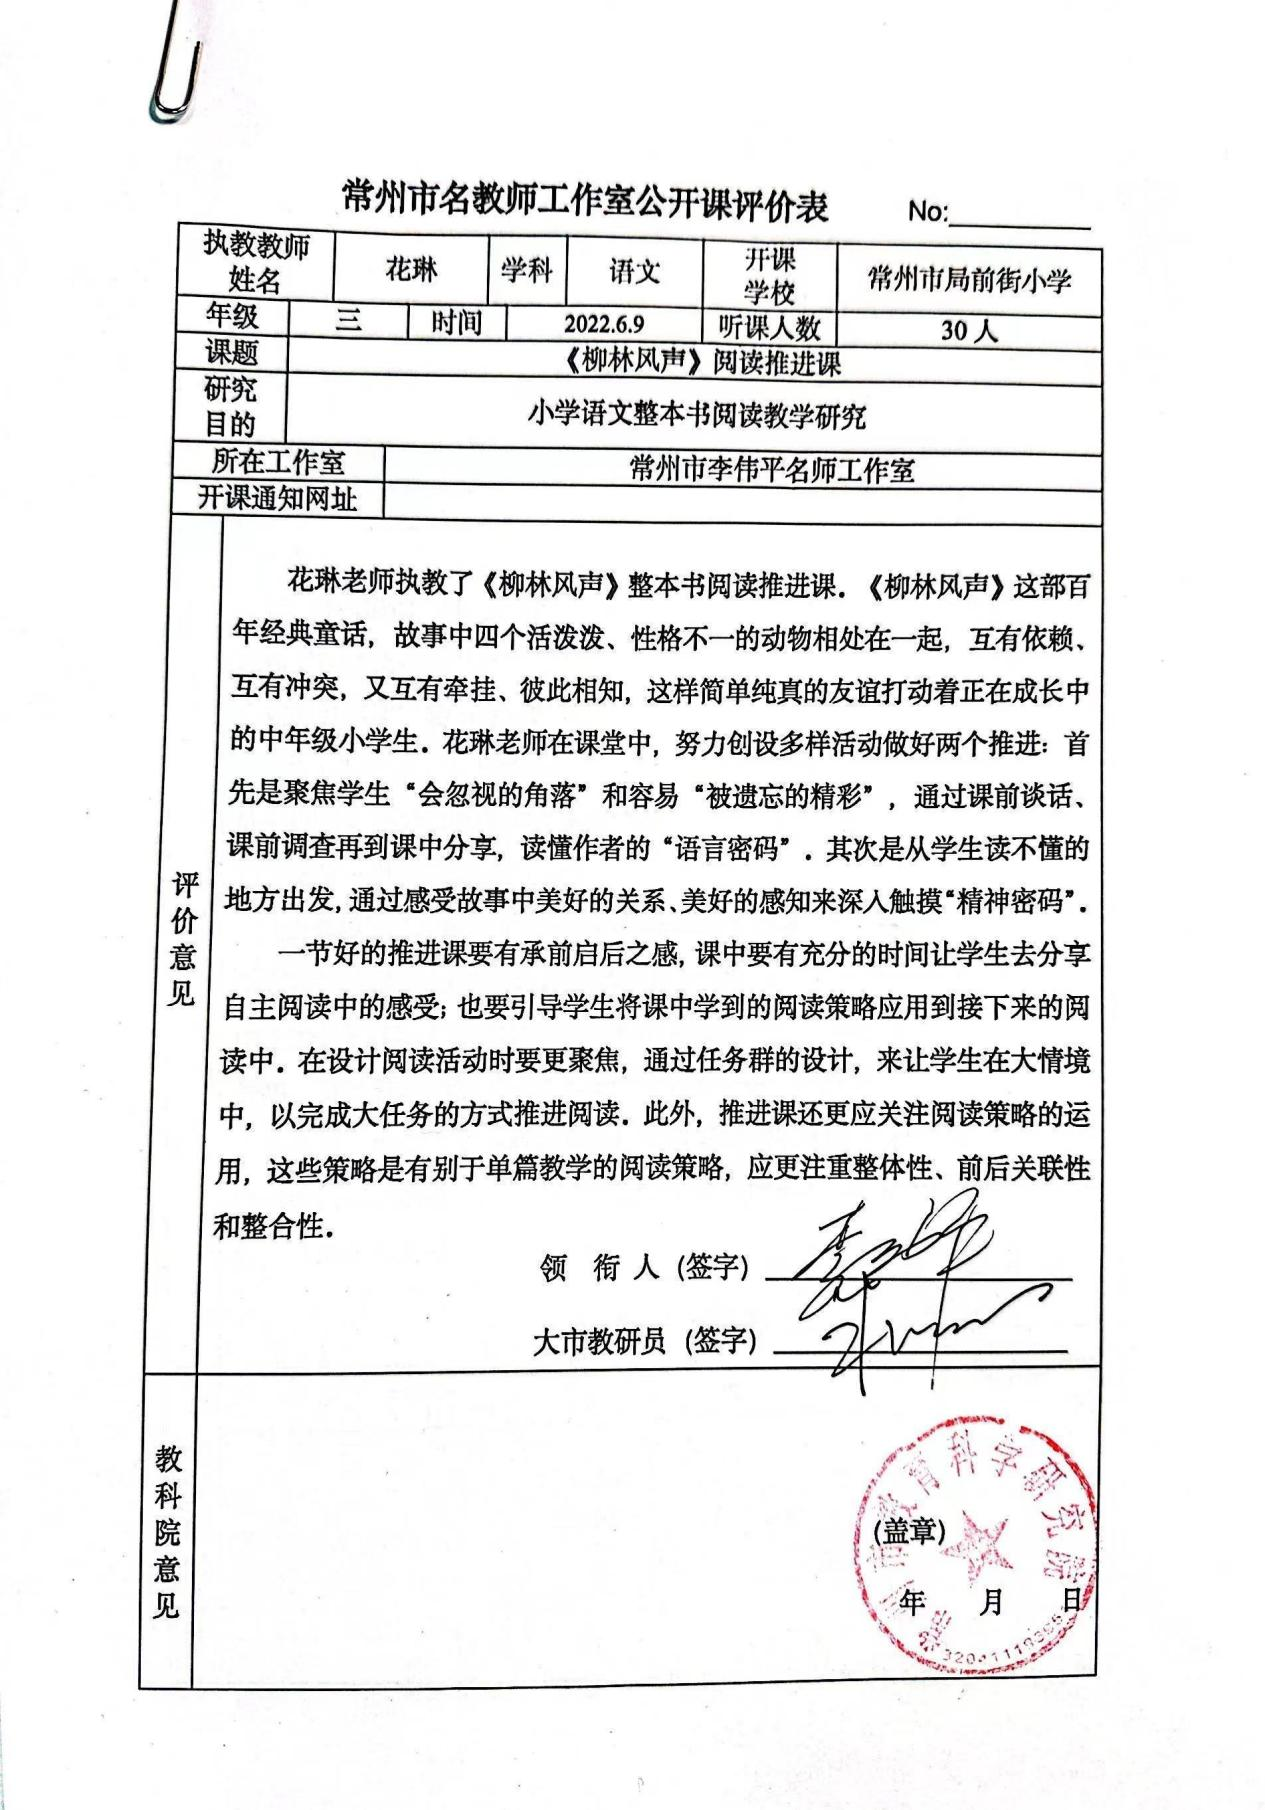 常州市名教师工作室公开课评价表 No:
执教教师姓名 花琳 学科 语文 开课学校 常州市局前街小学
年级 三 时间 2022.6.9 听课人数 30人
课题 《柳林风声》阅读推进课
研究目的 小学语文整本书阅读教学研究
所在工作室 常州市李伟平名师工作室
开课通知网址
评价意见
花琳老师执教了《柳林风声》整本书阅读推进课．《柳林风声》这部百
年经典童话，故事中四个活泼泼、性格不一的动物相处在一起，互有依赖、
互有冲突，又互有牵挂、彼此相知，这样简单纯真的友谊打动着正在成长中
的中年级小学生．花琳老师在课堂中，努力创设多样活动做好两个推进：首
先是聚焦学生“会忽视的角落”和容易“被遗忘的精彩”，通过课前谈话、
课前调查再到课中分享，读懂作者的“语言密码”．其次是从学生读不懂的
地方出发，通过感受故事中美好的关系、美好的感知来深入触摸“精神密码”．
一节好的推进课要有承前启后之感，课中要有充分的时间让学生去分享
自主阅读中的感受；也要引导学生将课中学到的阅读策略应用到接下来的阅
读中．在设计阅读活动时要更聚焦，通过任务群的设计，来让学生在大情境
中，以完成大任务的方式推进阅读．此外，推进课还更应关注阅读策略的运
用，这些策略是有别于单篇教学的阅读策略，应更注重整体性、前后关联性
和整合性．
领 衔 人（签字）
大市教研员（签字）
教科院意见
常州市教育科学研究院
（盖章）
年 月 日